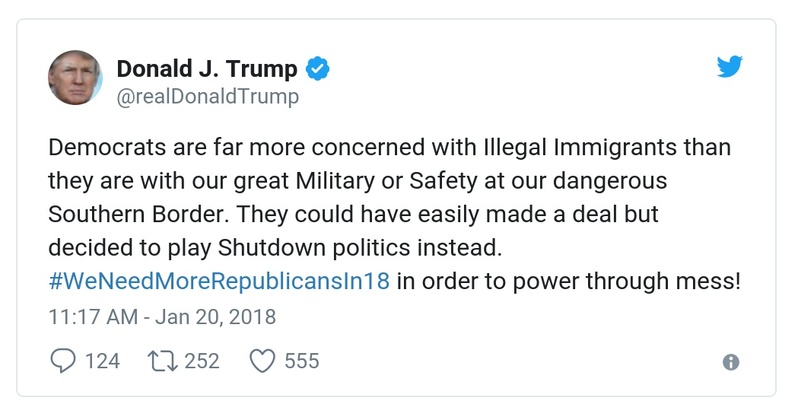 Donald J. Trump
@realDonaldTrump
Democrats are far more concerned with Illegal Immigrants than
they are with our great Military or Safety at our dangerous
Southern Border. They could have easily made a deal but
decided to play Shutdown politics instead.
#WeNeedMoreRepublicansIn18 in order to power through mess!
11:17 AM - Jan 20, 2018
124 252 555